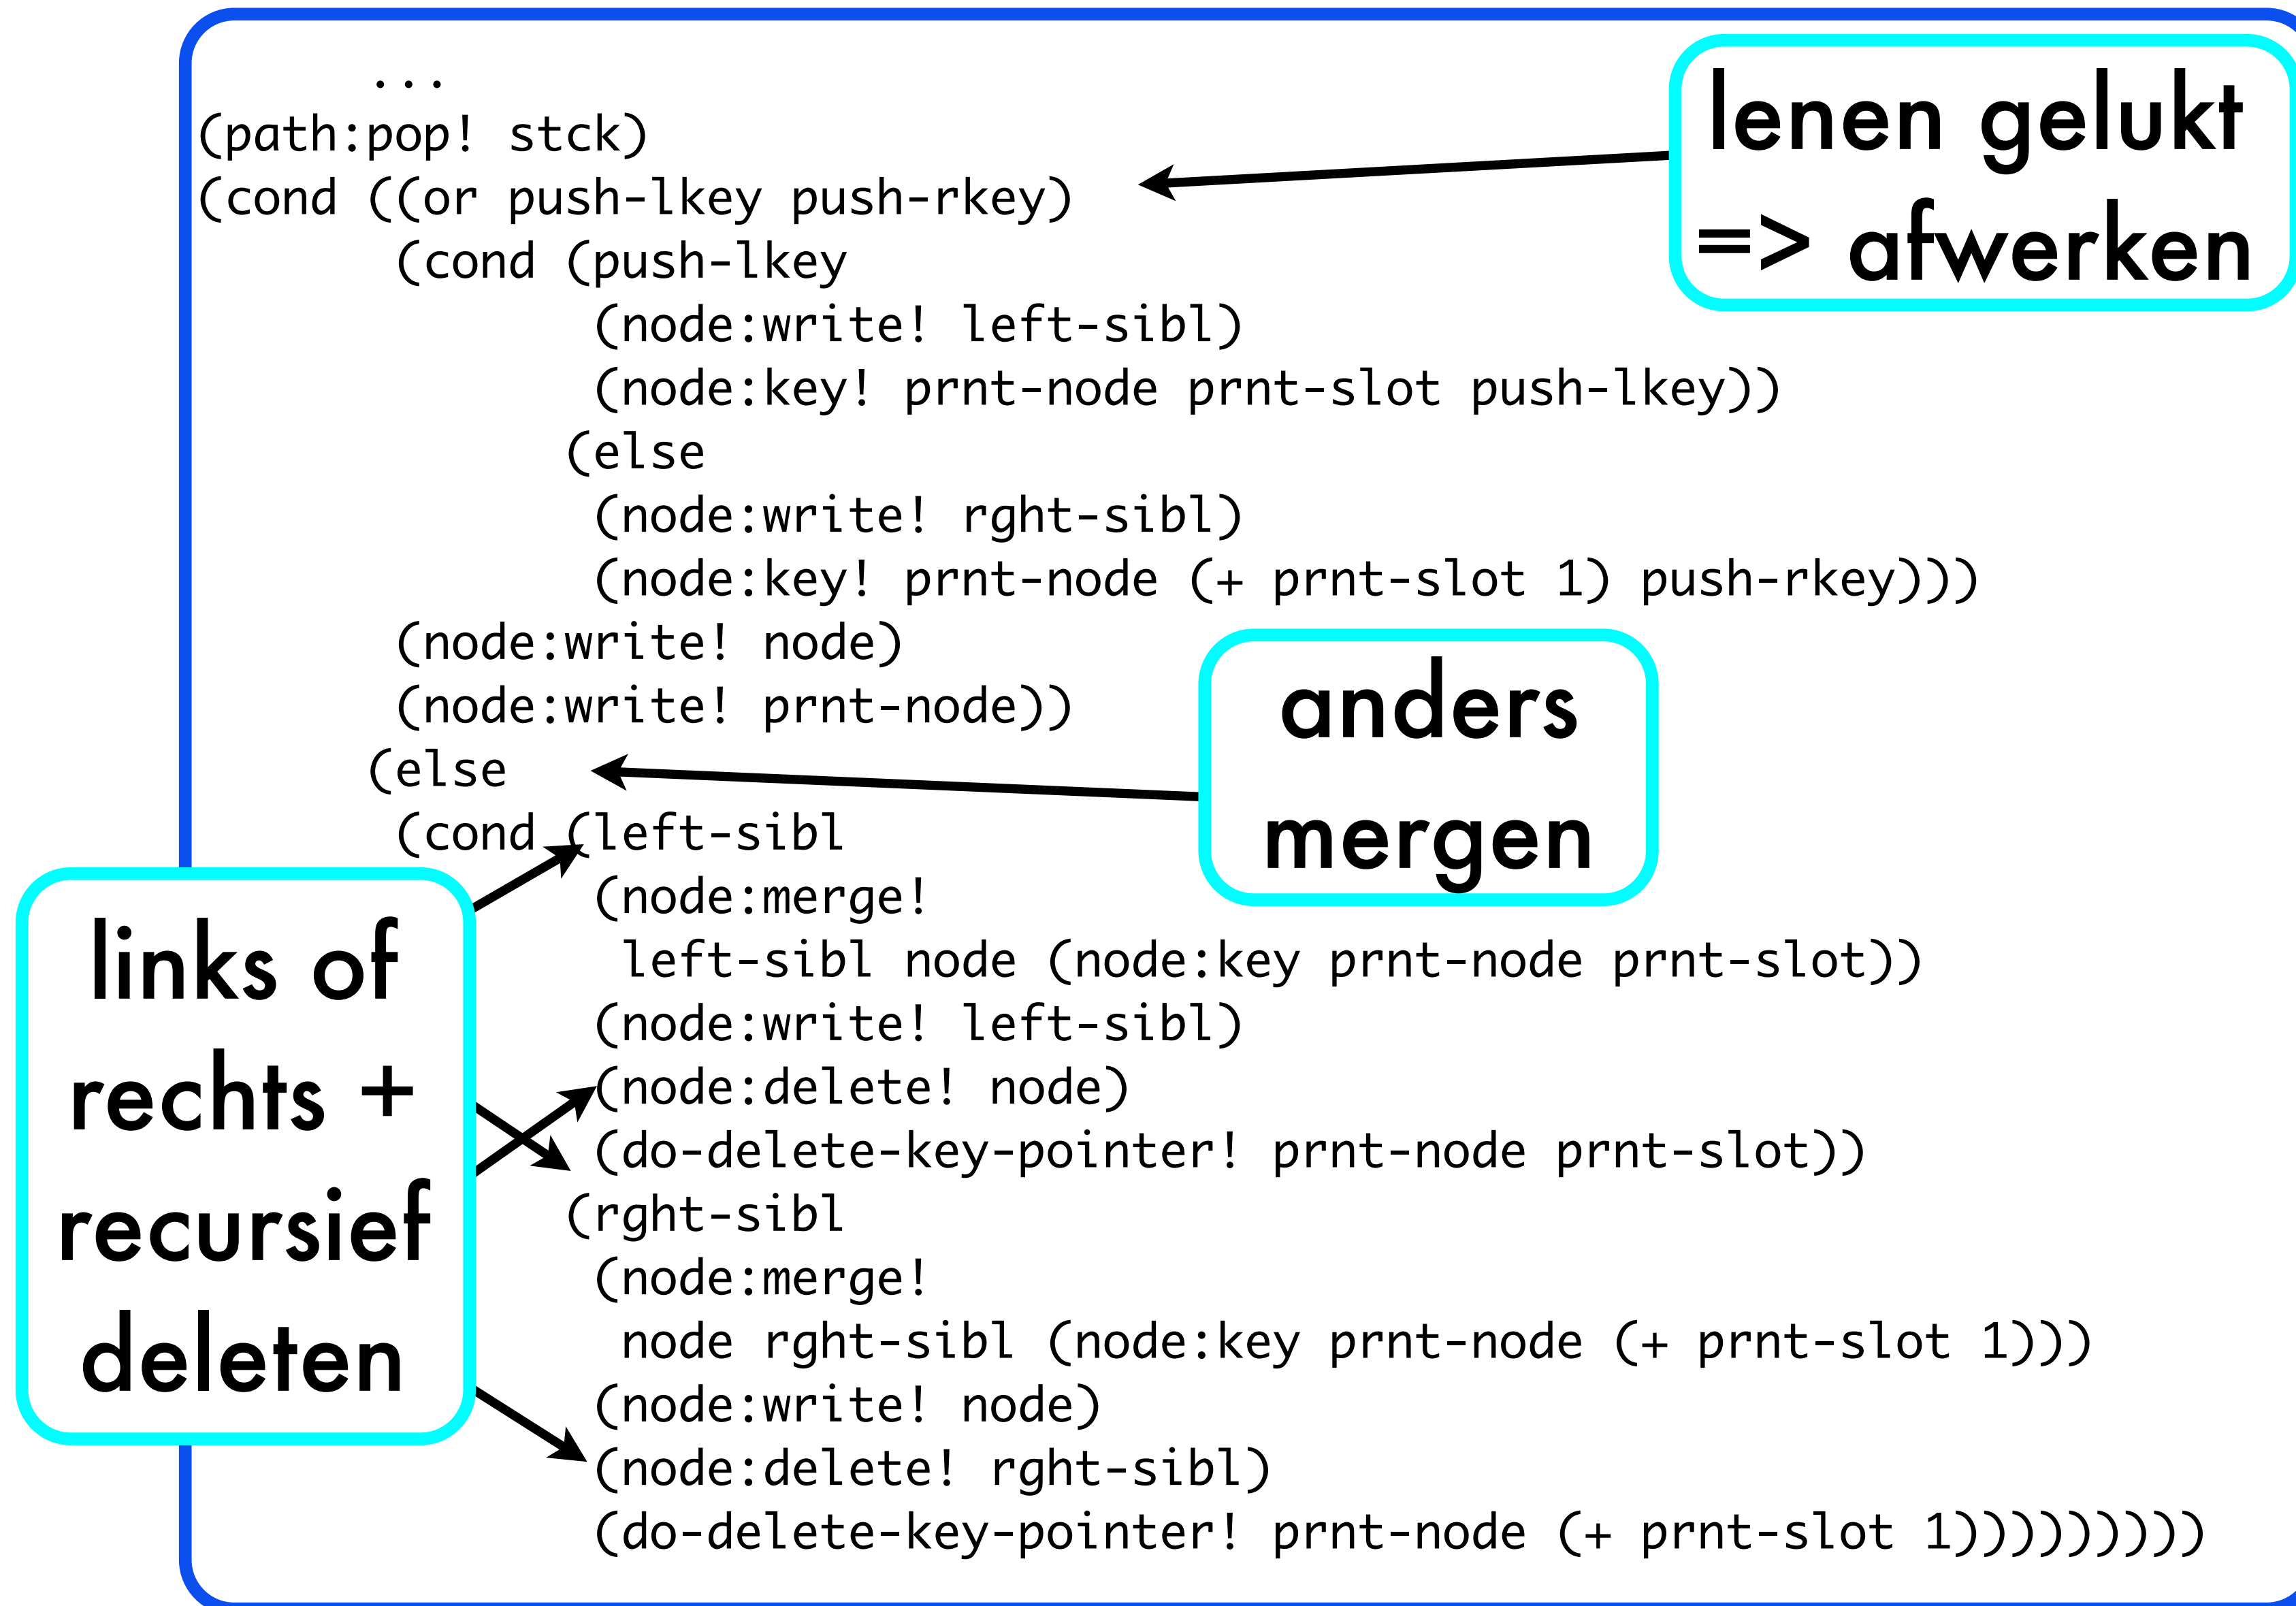 ...
(path:pop! stck)
(cond ((or push-lkey push-rkey)
       (cond (push-lkey
              (node:write! left-sibl)
              (node:key! prnt-node prnt-slot push-lkey))
             (else
              (node:write! rght-sibl)
              (node:key! prnt-node (+ prnt-slot 1) push-rkey)))
       (node:write! node)
       (node:write! prnt-node))
      (else
       (cond (left-sibl
              (node:merge!
               left-sibl node (node:key prnt-node prnt-slot))
              (node:write! left-sibl)
              (node:delete! node)
              (do-delete-key-pointer! prnt-node prnt-slot))
             (rght-sibl
              (node:merge!
               node rght-sibl (node:key prnt-node (+ prnt-slot 1)))
              (node:write! node)
              (node:delete! rght-sibl)
              (do-delete-key-pointer! prnt-node (+ prnt-slot 1)))))))))
lenen gelukt
=> afwerken
anders
mergen
links of
rechts +
recursief
deleten